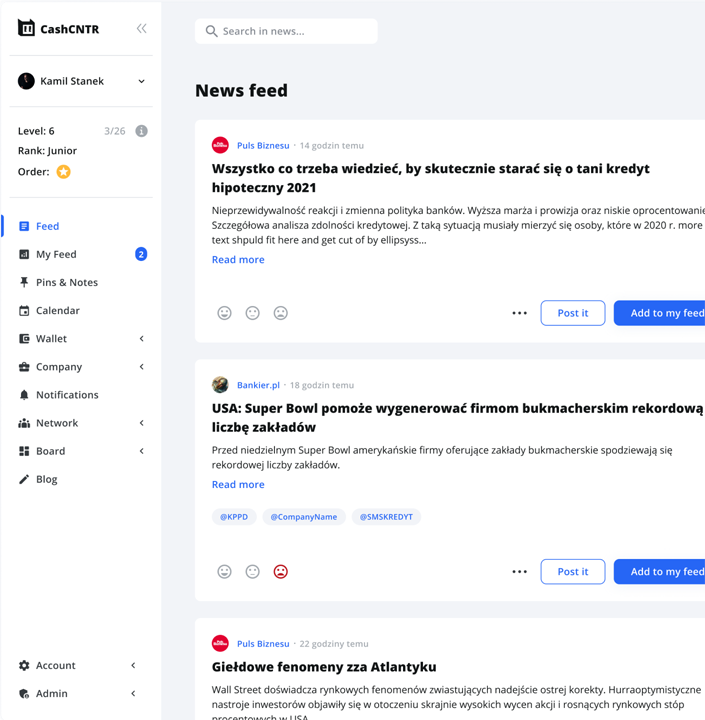 CashCNTR
Kamil Stanek
Level: 6 3/26
Rank: Junior
Order:
Feed
My Feed 2
Pins & Notes
Calendar
Wallet
Company
Notifications
Network
Board
Blog
Account
Admin
Search in news...
News feed
Puls Biznesu · 14 godzin temu
Wszystko co trzeba wiedzieć, by skutecznie starać się o tani kredyt
hipoteczny 2021
Nieprzewidywalność reakcji i zmienna polityka banków. Wyższa marża i prowizja oraz niskie oprocentowanie
Szczegółowa analisza zdolności kredytowej. Z taką sytuacją musiały mierzyć się osoby, które w 2020 r. more
text shpuld fit here and get cut of by ellipsyss...
Read more
Post it
Add to my feed
Bankier.pl · 18 godzin temu
USA: Super Bowl pomoże wygenerować firmom bukmacherskim rekordową
liczbę zakładów
Przed niedzielnym Super Bowl amerykańskie firmy oferujące zakłady bukmacherskie spodziewają się
rekordowej liczby zakładów.
Read more
@KPPD @CompanyName @SMSKREDYT
Post it
Add to my feed
Puls Biznesu · 22 godziny temu
Giełdowe fenomeny zza Atlantyku
Wall Street doświadcza rynkowych fenomenów zwiastujących nadejście ostrej korekty. Hurraoptymistyczne
nastroje inwestorów objawiły się w otoczeniu skrajnie wysokich wycen akcji i rosnących rynkowych stóp
procentowych w USA.